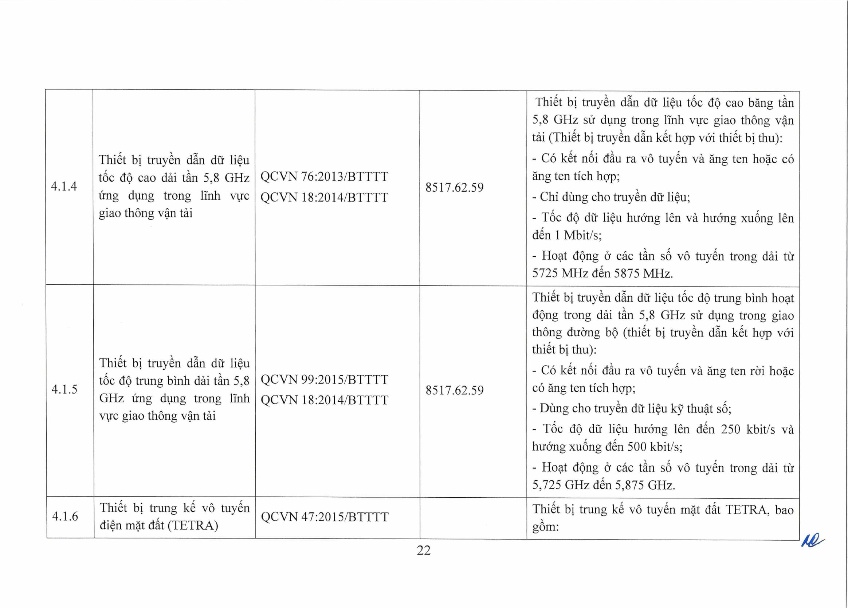 4.1.4
Thiết bị truyền dẫn dữ liệu
tốc độ cao dải tần 5,8 GHz
ứng dụng trong lĩnh vực
giao thông vận tải
QCVN 76:2013/BTTTT
QCVN 18:2014/BTTTT
8517.62.59
Thiết bị truyền dẫn dữ liệu tốc độ cao băng tần
5,8 GHz sử dụng trong lĩnh vực giao thông vận
tải (Thiết bị truyền dẫn kết hợp với thiết bị thu):
- Có kết nối đầu ra vô tuyến và ăng ten hoặc có
ăng ten tích hợp;
- Chỉ dùng cho truyền dữ liệu;
- Tốc độ dữ liệu hướng lên và hướng xuống lên
đến 1 Mbit/s;
- Hoạt động ở các tần số vô tuyến trong dải từ
5725 MHz đến 5875 MHz.
4.1.5
Thiết bị truyền dẫn dữ liệu
tốc độ trung bình dải tần 5,8
GHz ứng dụng trong lĩnh
vực giao thông vận tải
QCVN 99:2015/BTTTT
QCVN 18:2014/BTTTT
8517.62.59
Thiết bị truyền dẫn dữ liệu tốc độ trung bình hoạt
động trong dải tần 5,8 GHz sử dụng trong giao
thông đường bộ (thiết bị truyền dẫn kết hợp với
thiết bị thu):
- Có kết nối đầu ra vô tuyến và ăng ten rời hoặc
có ăng ten tích hợp;
- Dùng cho truyền dữ liệu kỹ thuật số;
- Tốc độ dữ liệu hướng lên đến 250 kbit/s và
hướng xuống đến 500 kbit/s;
- Hoạt động ở các tần số vô tuyến trong dải từ
5,725 GHz đến 5,875 GHz.
4.1.6
Thiết bị trung kế vô tuyến
điện mặt đất (TETRA)
QCVN 47:2015/BTTTT
Thiết bị trung kế vô tuyến mặt đất TETRA, bao
gồm:
22